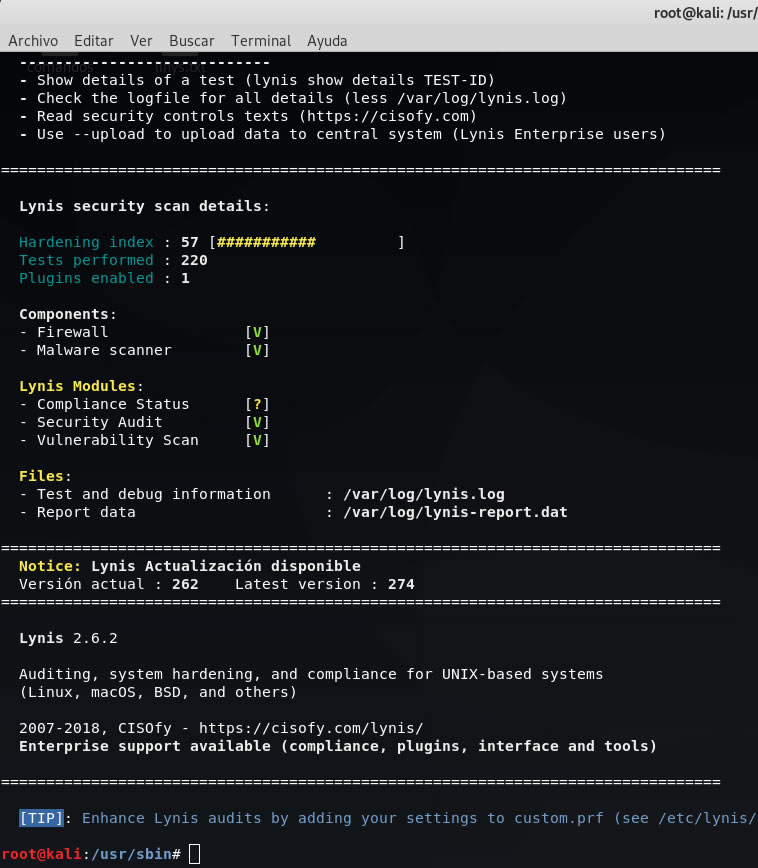 root@kali: /usr/
Archivo Editar Ver Buscar Terminal Ayuda
comandos
----------------------------
- Show details of a test (lynis show details TEST-ID)
- Check the logfile for all details (less /var/log/lynis.log)
- Read security controls texts (https://cisofy.com)
- Use --upload to upload data to central system (Lynis Enterprise users)
================================================================================
Lynis security scan details:
Hardening index : 57 [###########         ]
Tests performed : 220
Plugins enabled : 1
Components:
- Firewall               [V]
- Malware scanner        [V]
Lynis Modules:
- Compliance Status      [?]
- Security Audit         [V]
- Vulnerability Scan     [V]
Files:
- Test and debug information      : /var/log/lynis.log
- Report data                     : /var/log/lynis-report.dat
================================================================================
Notice: Lynis Actualización disponible
Versión actual : 262    Latest version : 274
================================================================================
Lynis 2.6.2
Auditing, system hardening, and compliance for UNIX-based systems
(Linux, macOS, BSD, and others)
2007-2018, CISOfy - https://cisofy.com/lynis/
Enterprise support available (compliance, plugins, interface and tools)
================================================================================
[TIP]: Enhance Lynis audits by adding your settings to custom.prf (see /etc/lynis/
root@kali:/usr/sbin#